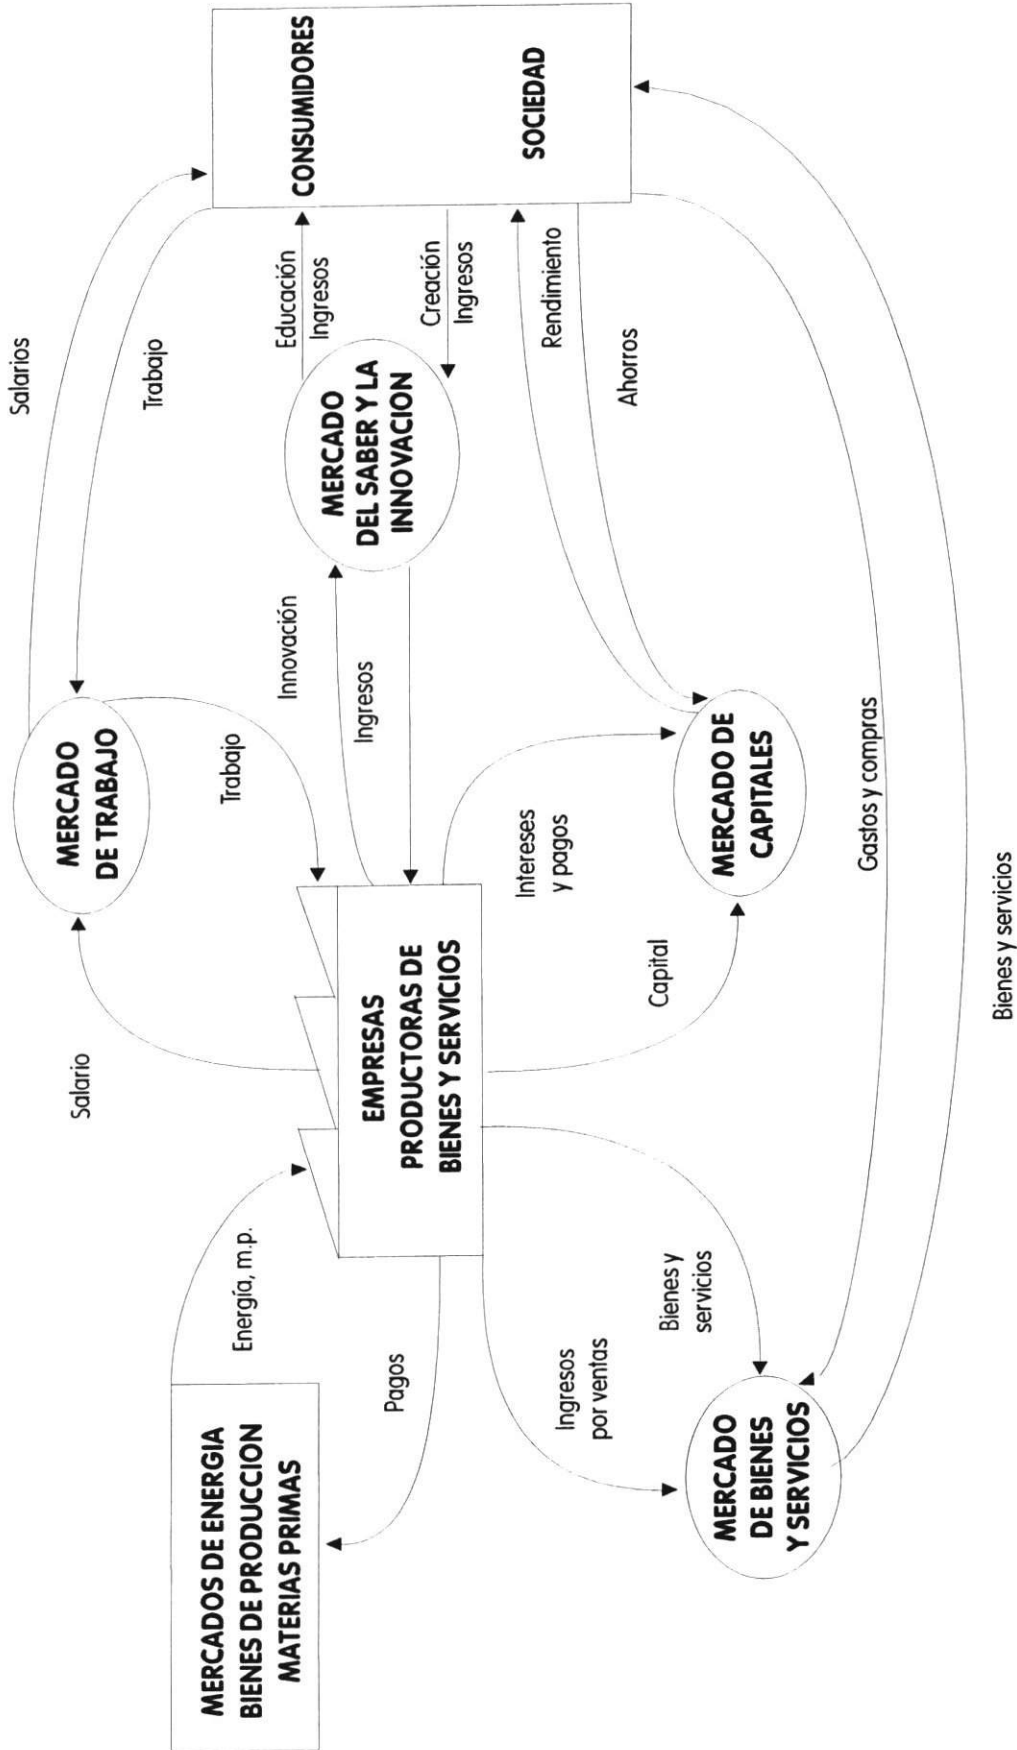 Salarios
Trabajo
MERCADO
DE TRABAJO
Salario
Trabajo
CONSUMIDORES
SOCIEDAD
Educación
Ingresos
Creación
Ingresos
MERCADO
DEL SABER Y LA
INNOVACION
Innovación
Ingresos
Energía, m.p.
MERCADOS DE ENERGIA
BIENES DE PRODUCCION
MATERIAS PRIMAS
Pagos
EMPRESAS
PRODUCTORAS DE
BIENES Y SERVICIOS
Intereses
y pagos
Capital
Rendimiento
Ahorros
MERCADO DE
CAPITALES
Ingresos
por ventas
Bienes y
servicios
MERCADO
DE BIENES
Y SERVICIOS
Gastos y compras
Bienes y servicios